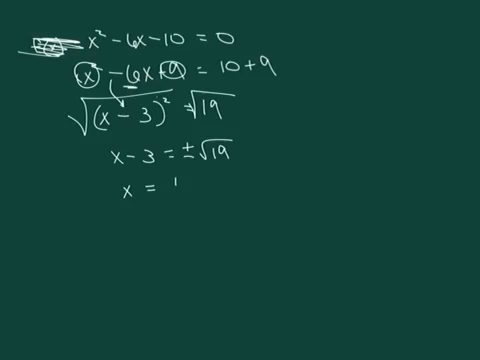 x² - 6x - 10 = 0
x² - 6x + 9 = 10 + 9
√(x - 3)² = √19
x - 3 = ± √19
x =